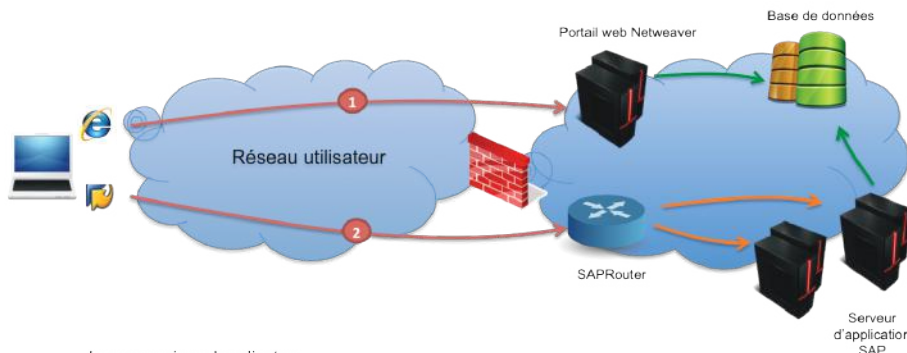 Base de données
Portail web Netweaver
1
Réseau utilisateur
2
SAPRouter
Serveur
d'application
SAP